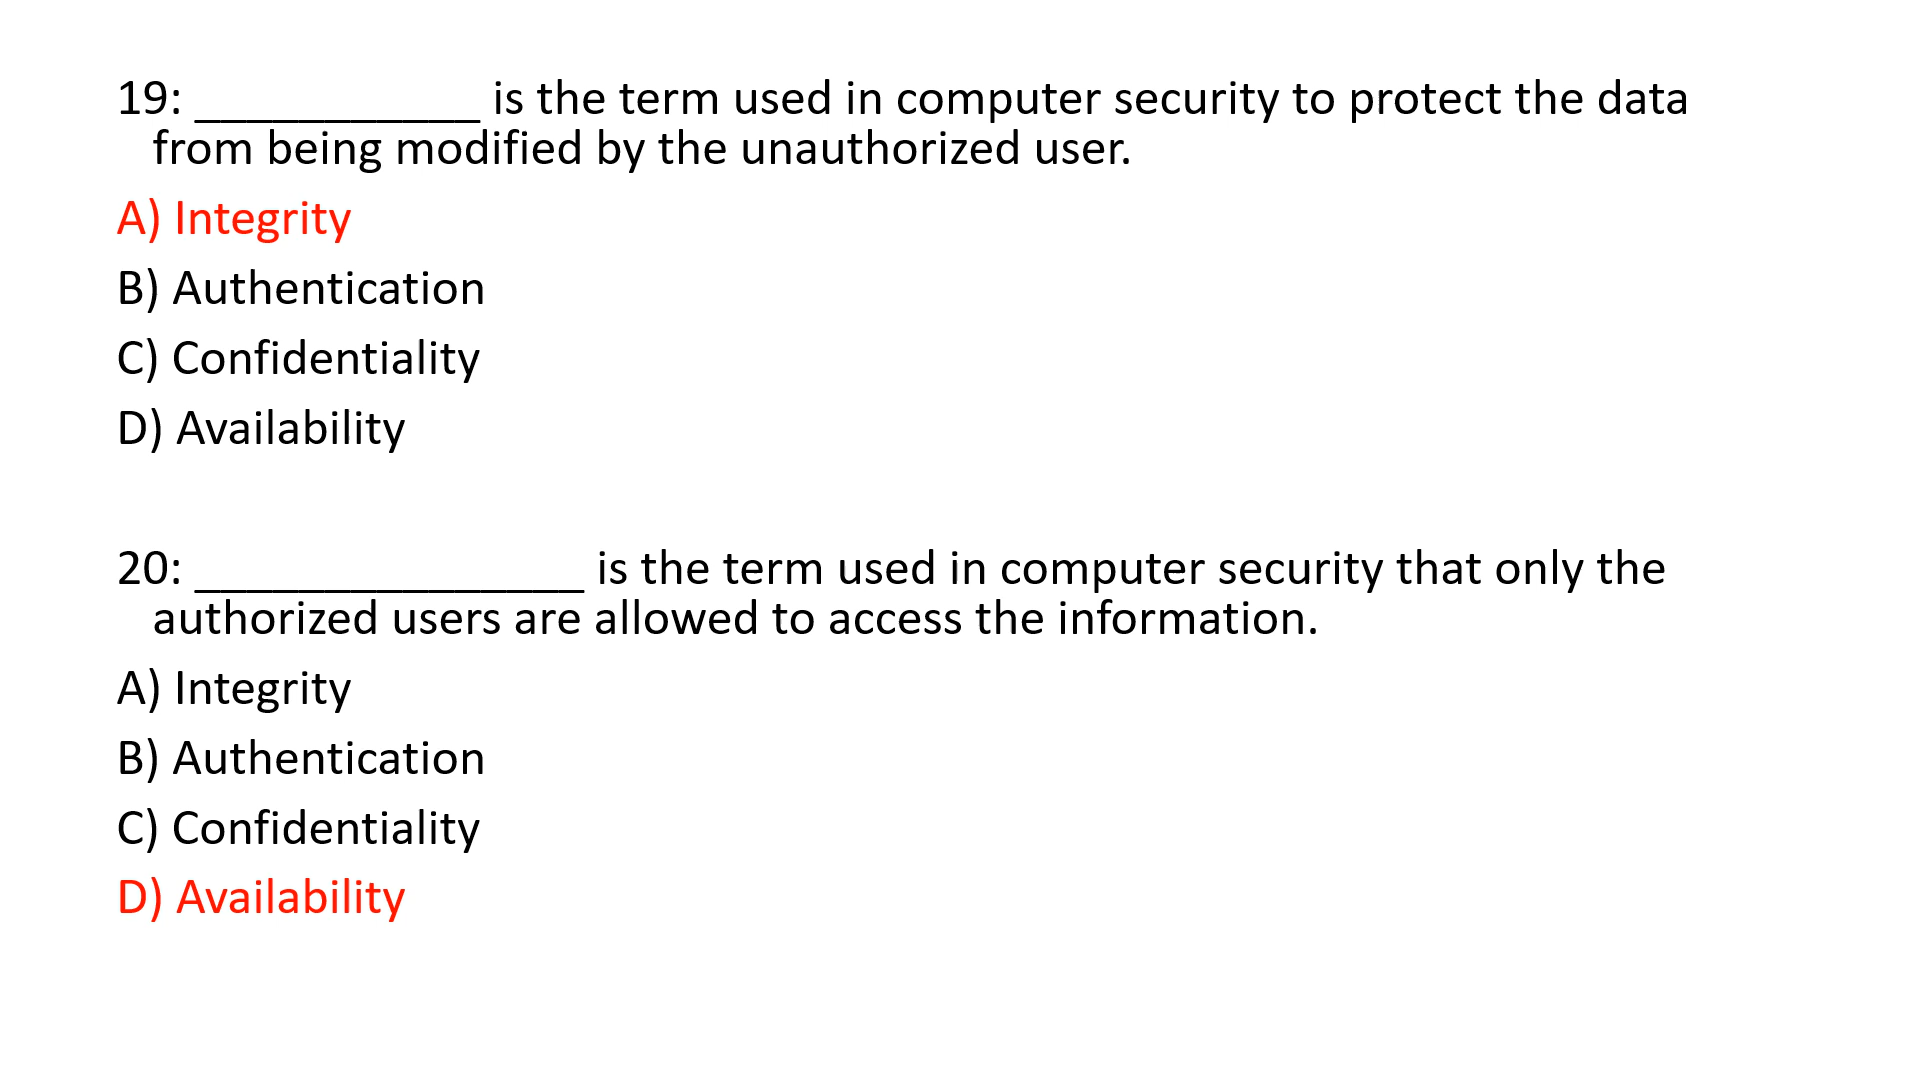 19: ___________ is the term used in computer security to protect the data
from being modified by the unauthorized user.
A) Integrity
B) Authentication
C) Confidentiality
D) Availability
20: _______________ is the term used in computer security that only the
authorized users are allowed to access the information.
A) Integrity
B) Authentication
C) Confidentiality
D) Availability